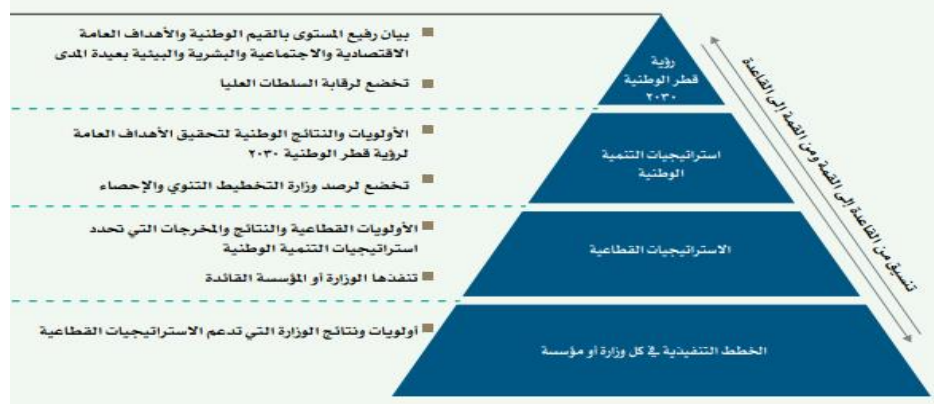 بيان رفيع المستوى بالقيم الوطنية والأهداف العامة
الاقتصادية والاجتماعية والبشرية والبيئية بعيدة المدى
تخضع لرقابة السلطات العليا
رؤية
قطر الوطنية
٢٠٣٠
الأولويات والنتائج الوطنية لتحقيق الأهداف العامة
لرؤية قطر الوطنية ٢٠٣٠
تخضع لرصد وزارة التخطيط التنوي والإحصاء
استراتيجيات التنمية
الوطنية
الأولويات القطاعية والنتائج والمخرجات التي تحدد
استراتيجيات التنمية الوطنية
تنفذها الوزارة أو المؤسسة القائدة
الاستراتيجيات القطاعية
أولويات ونتائج الوزارة التي تدعم الاستراتيجيات القطاعية
الخطط التنفيذية في كل وزارة أو مؤسسة
تنسيق من القاعدة إلى القمة ومن القمة إلى القاعدة